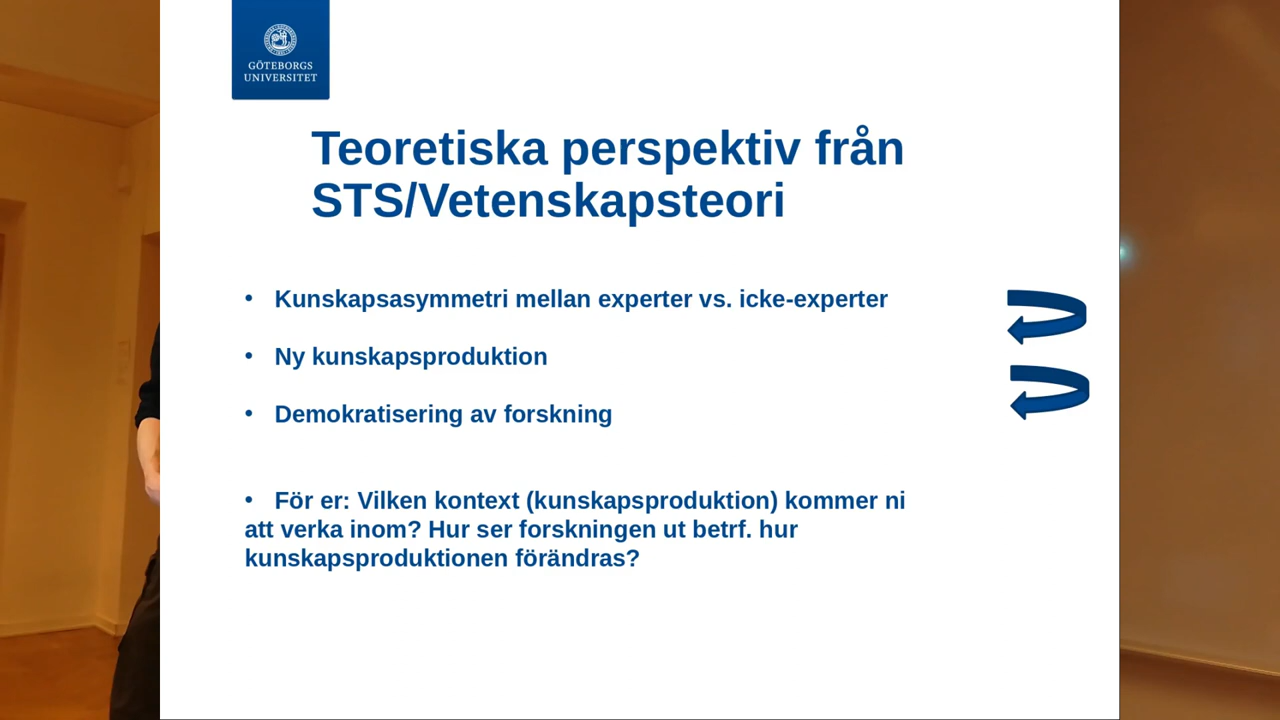 GÖTEBORGS
UNIVERSITET
Teoretiska perspektiv från
STS/Vetenskapsteori
• Kunskapsasymmetri mellan experter vs. icke-experter
• Ny kunskapsproduktion
• Demokratisering av forskning
• För er: Vilken kontext (kunskapsproduktion) kommer ni
att verka inom? Hur ser forskningen ut betrf. hur
kunskapsproduktionen förändras?